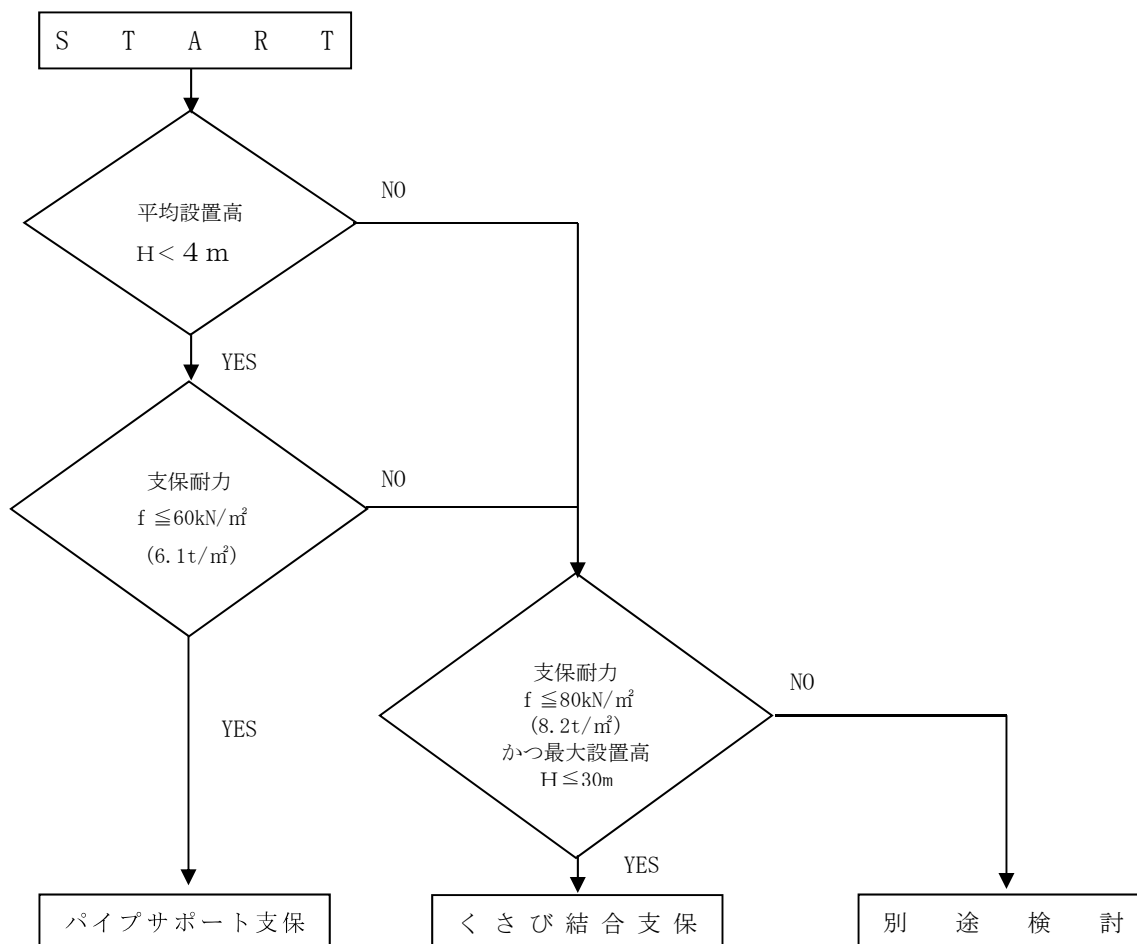 START
平均設置高
H<4m
NO
YES
支保耐力
f≦60kN/㎡
(6.1t/㎡)
NO
YES
支保耐力
f≦80kN/㎡
(8.2t/㎡)
かつ最大設置高
H≦30m
NO
YES
パイプサポート支保
くさび結合支保
別途検討